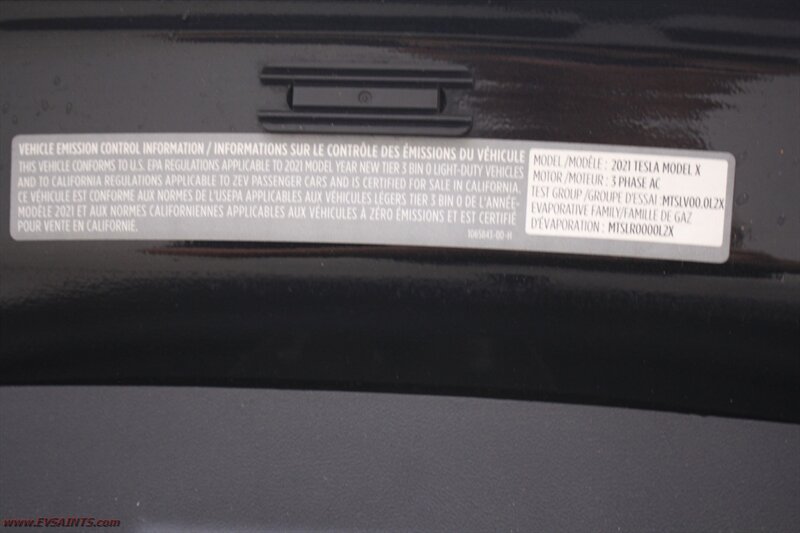 VEHICLE EMISSION CONTROL INFORMATION / INFORMATIONS SUR LE CONTRÔLE DES ÉMISSIONS DU VÉHICULE
THIS VEHICLE CONFORMS TO U.S. EPA REGULATIONS APPLICABLE TO 2021 MODEL YEAR NEW TIER 3 BIN 0 LIGHT-DUTY VEHICLES
AND TO CALIFORNIA REGULATIONS APPLICABLE TO ZEV PASSENGER CARS AND IS CERTIFIED FOR SALE IN CALIFORNIA.
CE VÉHICULE EST CONFORME AUX NORMES DE L'USEPA APPLICABLES AUX VÉHICULES LÉGERS TIER 3 BIN 0 DE L'ANNÉE-
MODÈLE 2021 ET AUX NORMES CALIFORNIENNES APPLICABLES AUX VÉHICULES À ZÉRO ÉMISSIONS ET EST CERTIFIÉ
POUR VENTE EN CALIFORNIE.
1065843-00-H
MODEL/MODÈLE : 2021 TESLA MODEL X
MOTOR/MOTEUR : 3 PHASE AC
TEST GROUP/GROUPE D'ESSAI : MTSLV00.0L2X
EVAPORATIVE FAMILY/FAMILLE DE GAZ
D'ÉVAPORATION : MTSLR0000L2X
www.EVSAINTS.com